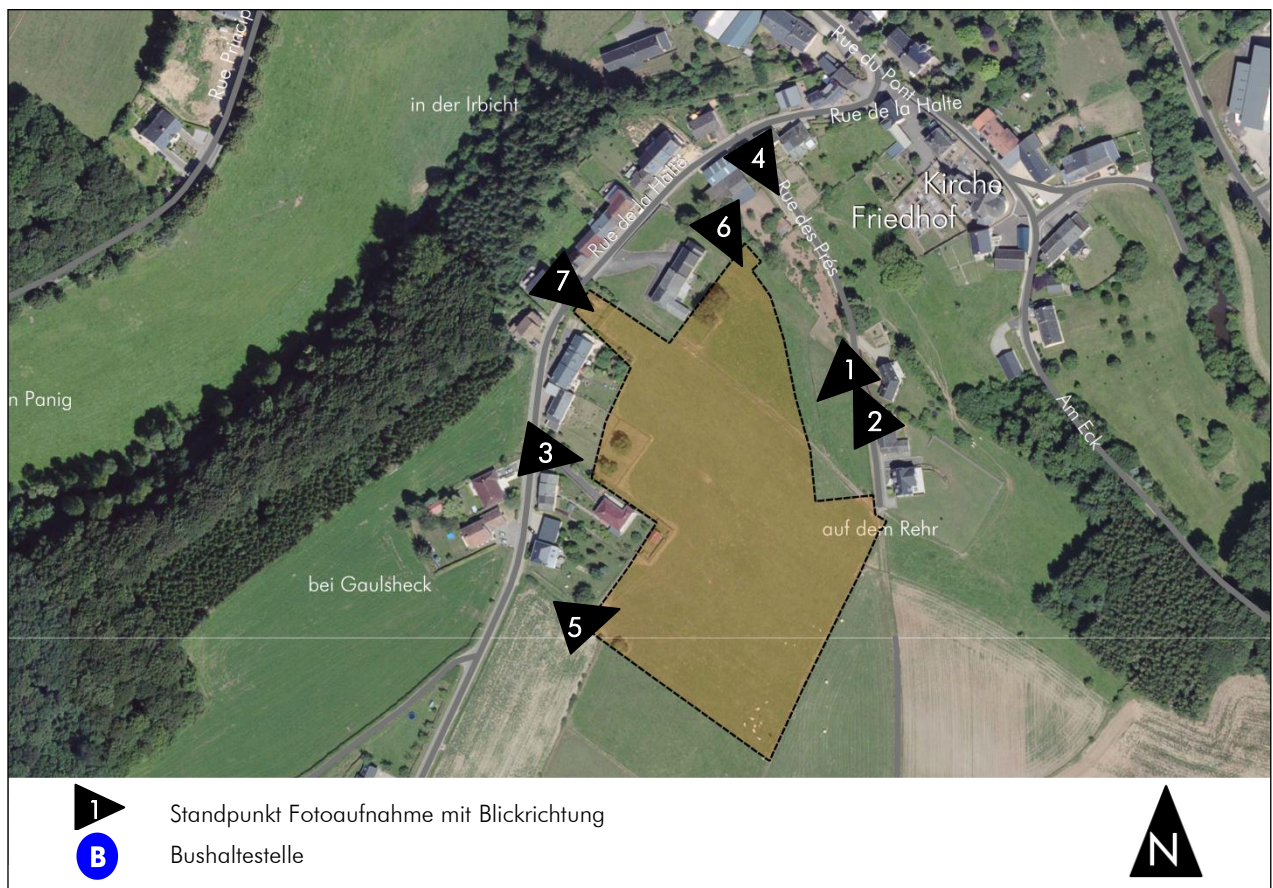 Rue Princip
in der Irbicht
Rue du Pont
Rue de la Halte
4
Kirche
Friedhof
Rue de la Halte
Rue des Prés
6
7
1
n Panig
2
Am Eck
3
auf dem Rehr
bei Gaulsheck
5
1 Standpunkt Fotoaufnahme mit Blickrichtung
B Bushaltestelle
N